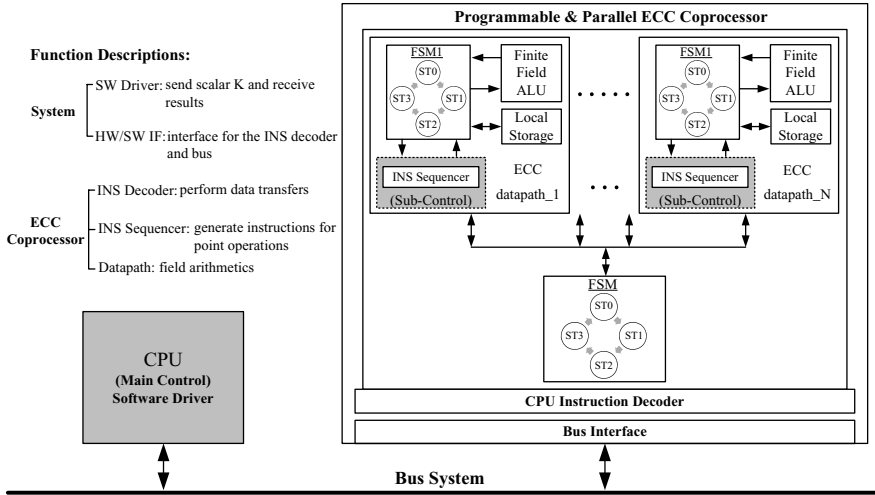 Programmable & Parallel ECC Coprocessor
Function Descriptions:
System
SW Driver: send scalar K and receive
results
HW/SW IF: interface for the INS decoder
and bus
ECC
Coprocessor
INS Decoder: perform data transfers
INS Sequencer: generate instructions for
point operations
Datapath: field arithmetics
FSM1
ST0
ST3
ST1
ST2
Finite
Field
ALU
Local
Storage
INS Sequencer
(Sub-Control)
ECC
datapath_1
. . . . .
. . .
FSM1
ST0
ST3
ST1
ST2
Finite
Field
ALU
Local
Storage
INS Sequencer
(Sub-Control)
ECC
datapath_N
FSM
ST0
ST3
ST1
ST2
CPU
(Main Control)
Software Driver
CPU Instruction Decoder
Bus Interface
Bus System